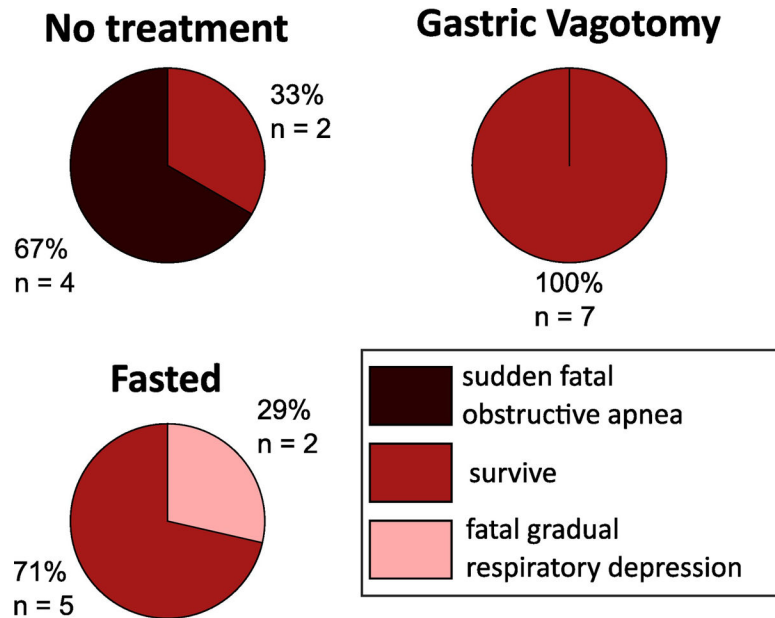 No treatment
33%
n = 2
67%
n = 4
Gastric Vagotomy
100%
n = 7
Fasted
29%
n = 2
71%
n = 5
sudden fatal
obstructive apnea
survive
fatal gradual
respiratory depression